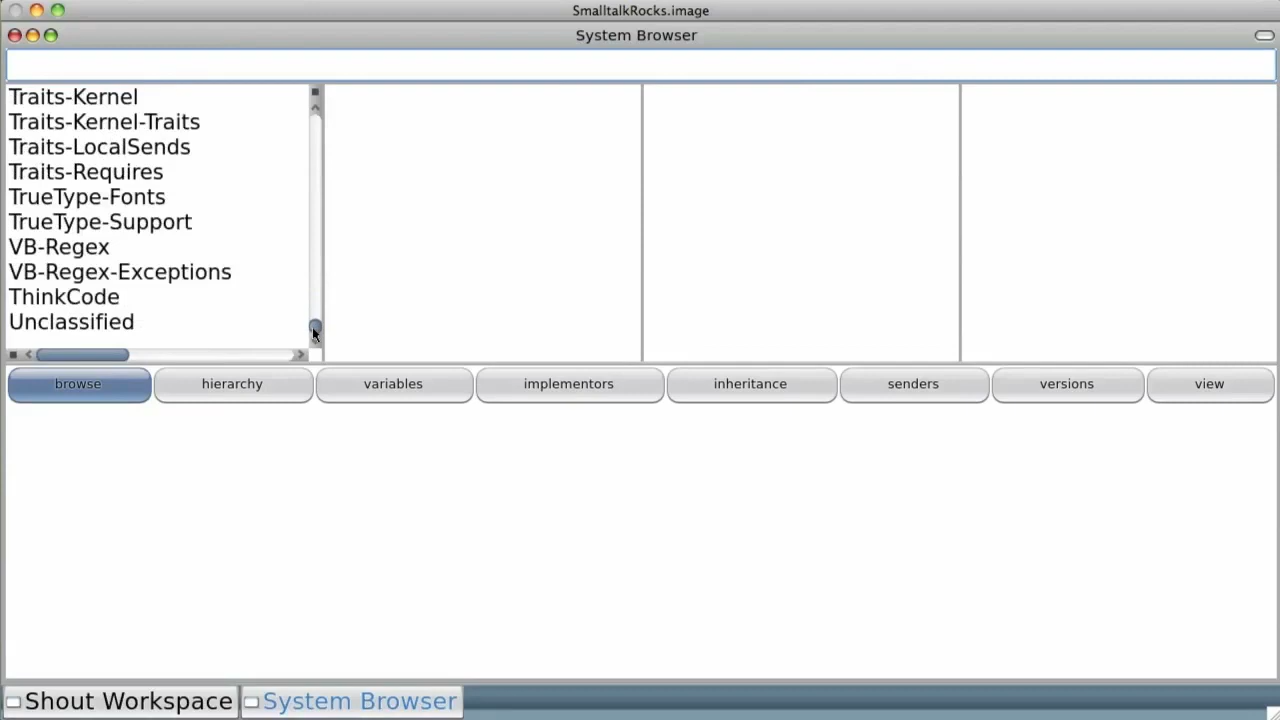 SmalltalkRocks.image
System Browser
Traits-Kernel
Traits-Kernel-Traits
Traits-LocalSends
Traits-Requires
TrueType-Fonts
TrueType-Support
VB-Regex
VB-Regex-Exceptions
ThinkCode
Unclassified
browse hierarchy variables implementors inheritance senders versions view
Shout Workspace System Browser